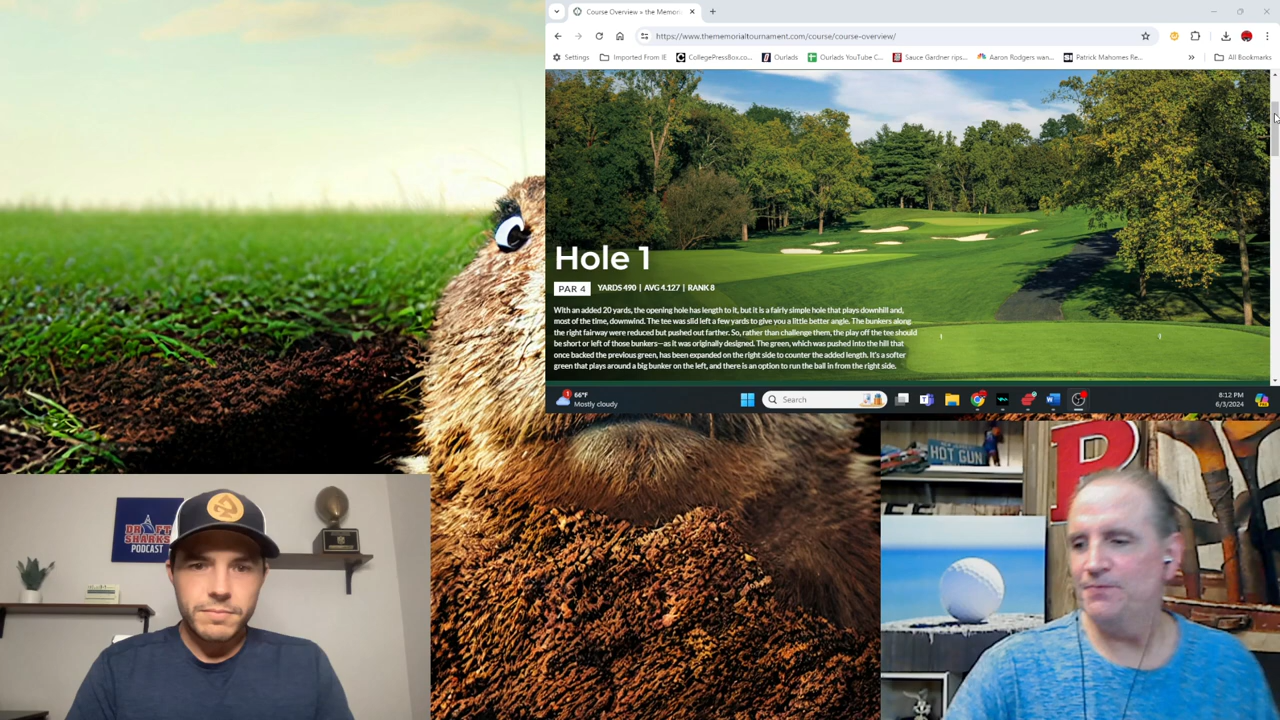 Course Overview « the Memori
https://www.thememorialtournament.com/course/course-overview/
Settings
Imported From IE
CollegePressBox.co...
Ourlads
Ourlads YouTube C...
Sauce Gardner rips...
Aaron Rodgers wan...
Patrick Mahomes Re...
»
All Bookmarks
Hole 1
PAR 4 YARDS 490 | AVG 4.127 | RANK 8
With an added 20 yards, the opening hole has length to it, but it is a fairly simple hole that plays downhill and,
most of the time, downwind. The tee was slid left a few yards to give you a little better angle. The bunkers along
the right fairway were reduced but pushed out farther. So, rather than challenge them, the play off the tee should
be short or left of those bunkers—as it was originally designed. The green, which was pushed into the hill that
once backed the previous green, has been expanded on the right side to counter the added length. It's a softer
green that plays around a big bunker on the left, and there is an option to run the ball in from the right side.
1
66°F
Mostly cloudy
Search
8:12 PM
6/3/2024
HOT GUN
DRAFT
SHARKS
PODCAST